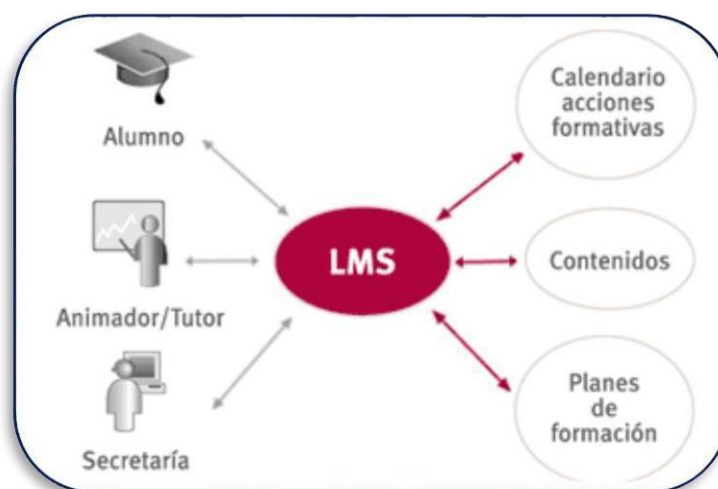 Alumno
Animador/Tutor
Secretaría
LMS
Calendario
acciones
formativas
Contenidos
Planes
de
formación